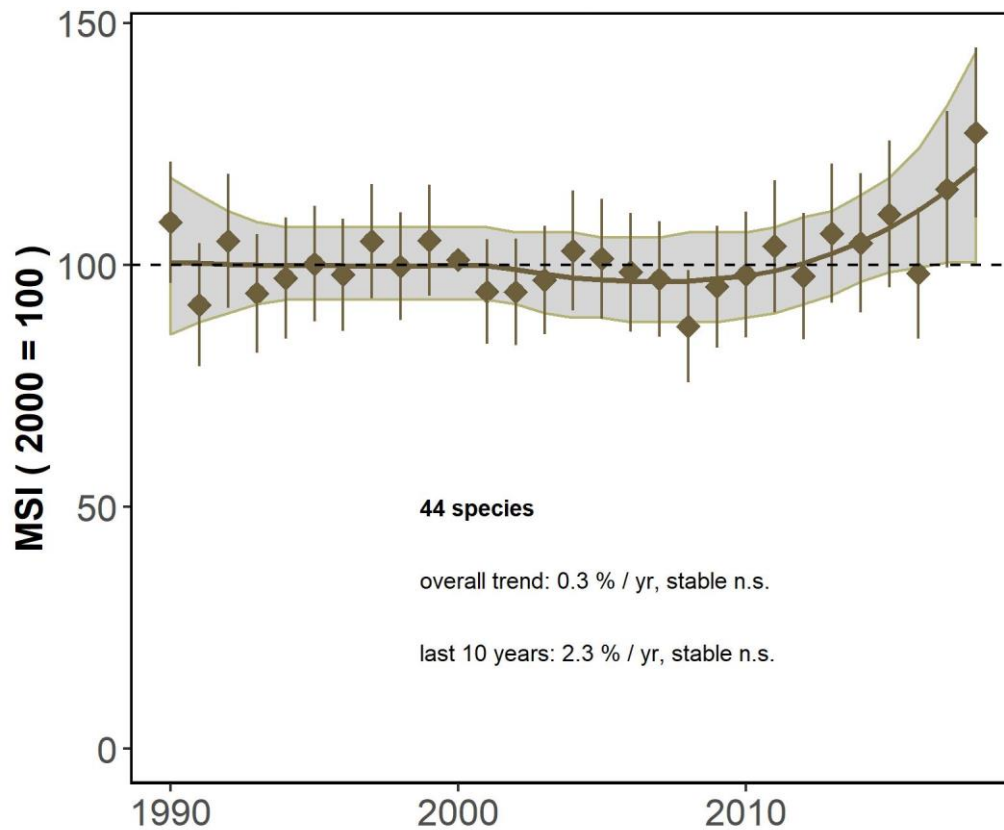 MSI ( 2000 = 100 )
150
100
50
0
44 species
overall trend: 0.3 % / yr, stable n.s.
last 10 years: 2.3 % / yr, stable n.s.
1990
2000
2010